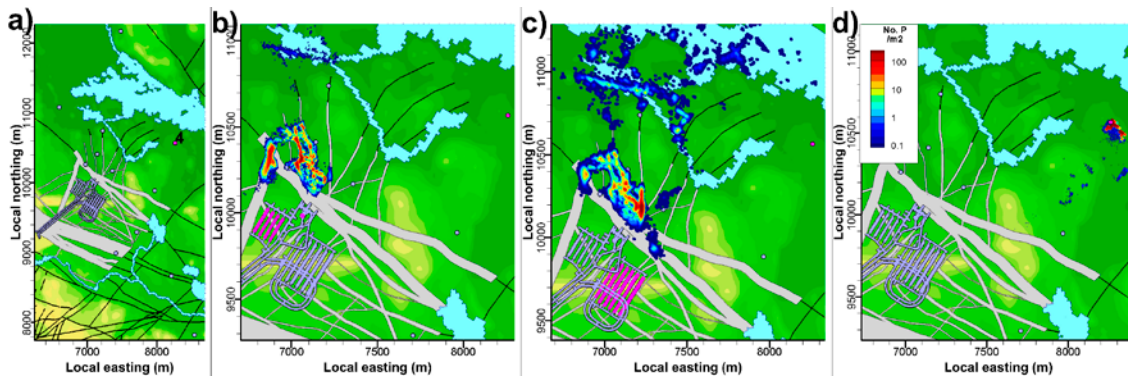 a)
12000
11000
10000
9000
8000
Local northing (m)
4
7000 8000
Local easting (m)
b)
11000
10500
10000
9500
Local northing (m)
7000 7500 8000
Local easting (m)
c)
11000
10500
10000
9500
Local northing (m)
7000 7500 8000
Local easting (m)
d)
No. P
/m2
100
10
1
0.1
11000
10500
10000
9500
Local northing (m)
7000 7500 8000
Local easting (m)